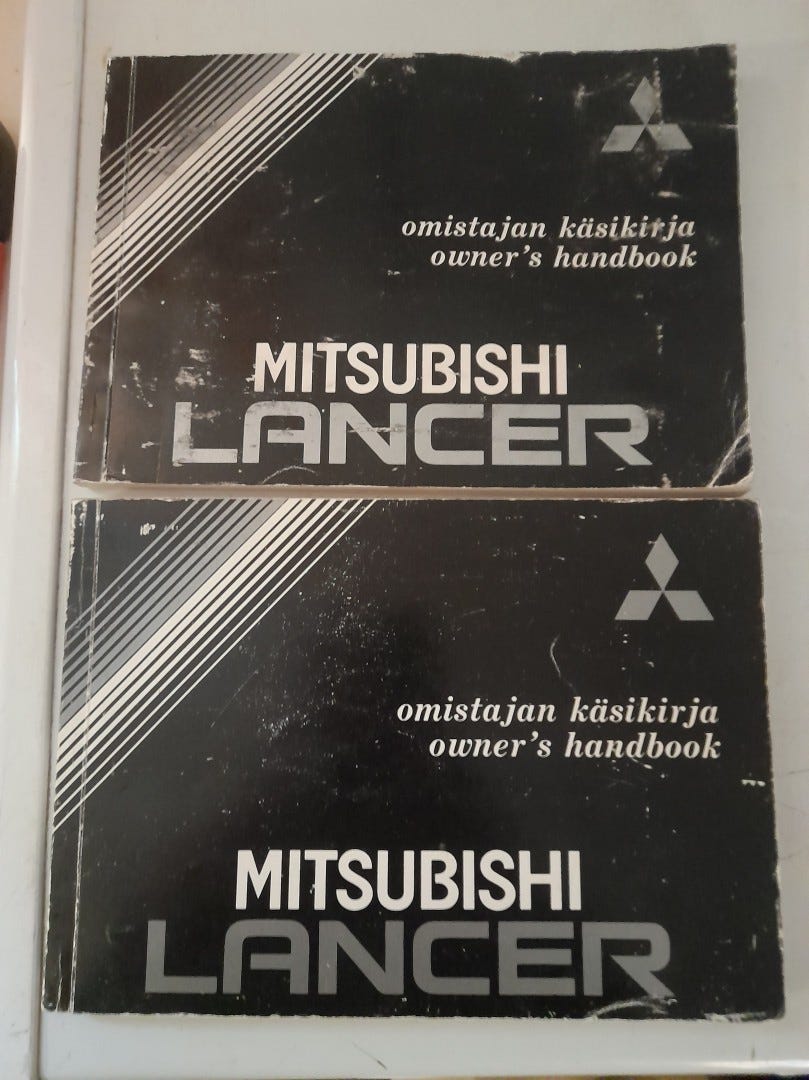 omistajan käsikirja
owner's handbook
MITSUBISHI
LANCER
omistajan käsikirja
owner's handbook
MITSUBISHI
LANCER